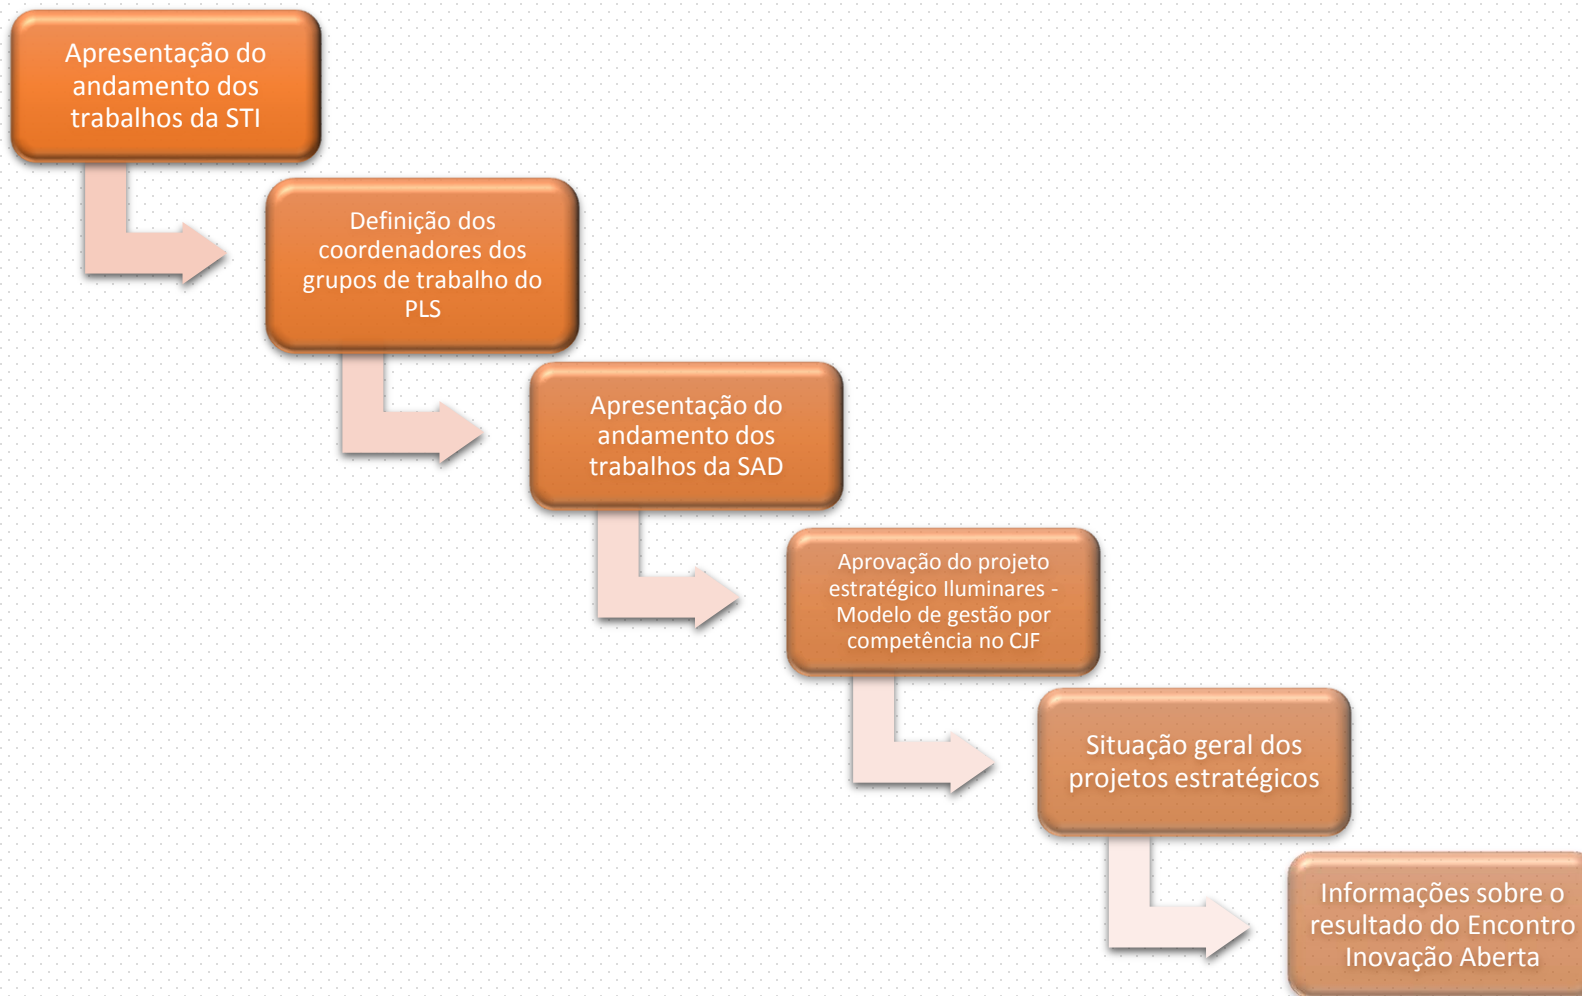 Apresentação do
andamento dos
trabalhos da STI
Definição dos
coordenadores dos
grupos de trabalho do
PLS
Apresentação do
andamento dos
trabalhos da SAD
Aprovação do projeto
estratégico Iluminares -
Modelo de gestão por
competência no CJF
Situação geral dos
projetos estratégicos
Informações sobre o
resultado do Encontro
Inovação Aberta